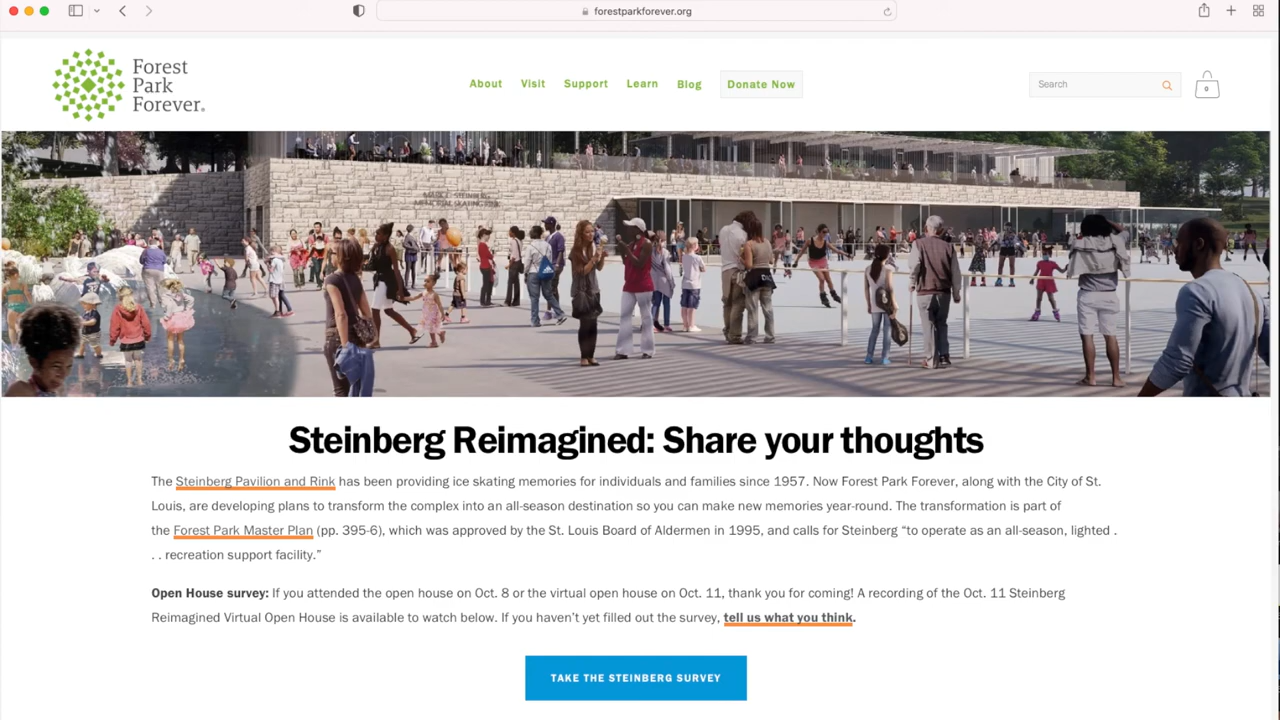 forestparkforever.org
Forest
Park
Forever.
About Visit Support Learn Blog Donate Now
Search
0
MEMORIAL SKATING RINK
Steinberg Reimagined: Share your thoughts
The Steinberg Pavilion and Rink has been providing ice skating memories for individuals and families since 1957. Now Forest Park Forever, along with the City of St.
Louis, are developing plans to transform the complex into an all-season destination so you can make new memories year-round. The transformation is part of
the Forest Park Master Plan (pp. 395-6), which was approved by the St. Louis Board of Aldermen in 1995, and calls for Steinberg “to operate as an all-season, lighted .
. . recreation support facility.”
Open House survey: If you attended the open house on Oct. 8 or the virtual open house on Oct. 11, thank you for coming! A recording of the Oct. 11 Steinberg
Reimagined Virtual Open House is available to watch below. If you haven’t yet filled out the survey, tell us what you think.
TAKE THE STEINBERG SURVEY